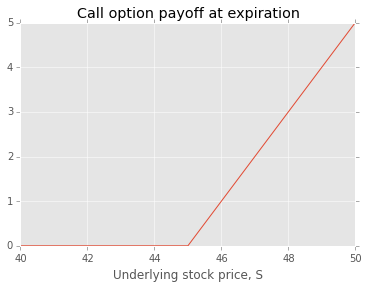 Call option payoff at expiration
5
4
3
2
1
0
40 42 44 46 48 50
Underlying stock price, S